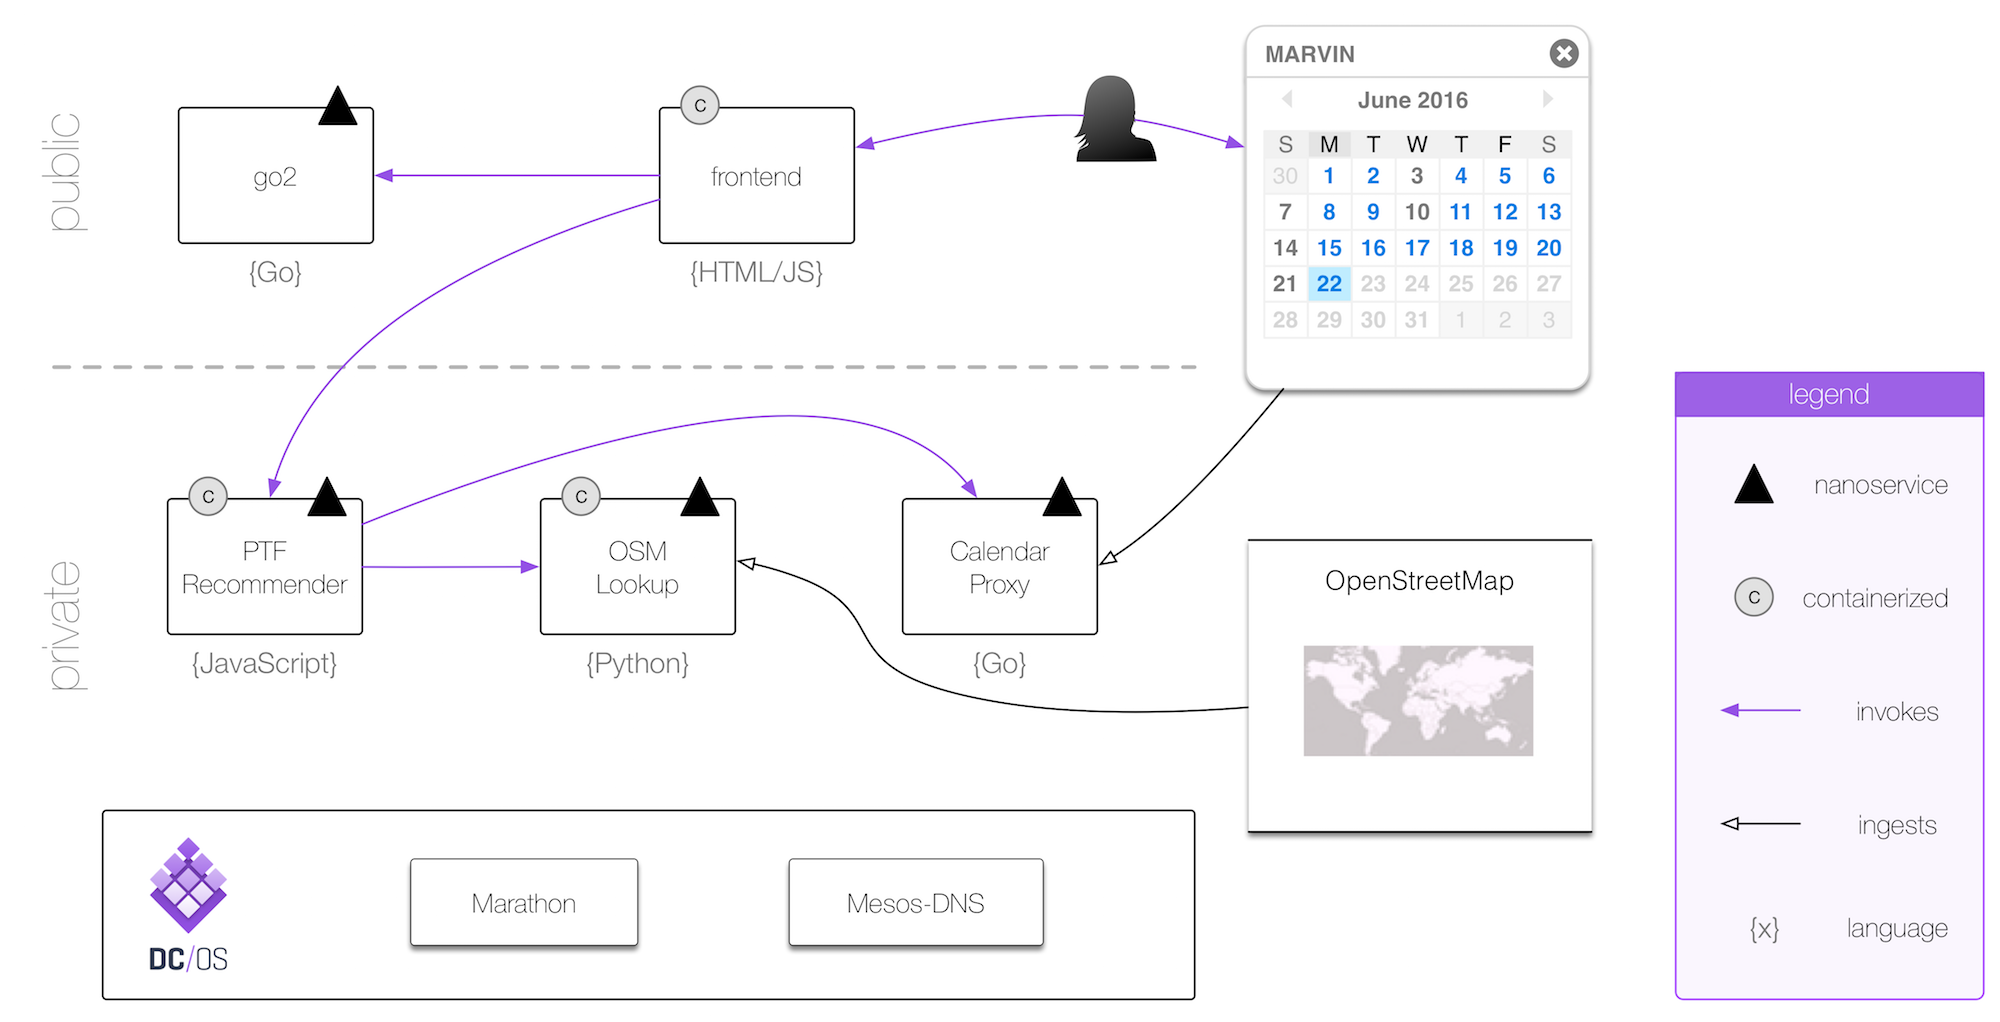 public
go2
{Go}
C
frontend
{HTML/JS}
MARVIN
June 2016
S M T W T F S
30 1 2 3 4 5 6
7 8 9 10 11 12 13
14 15 16 17 18 19 20
21 22 23 24 25 26 27
28 29 30 31 1 2 3
private
C
PTF
Recommender
{JavaScript}
C
OSM
Lookup
{Python}
Calendar
Proxy
{Go}
OpenStreetMap
DC/OS
Marathon
Mesos-DNS
legend
nanoservice
C containerized
invokes
ingests
{x} language